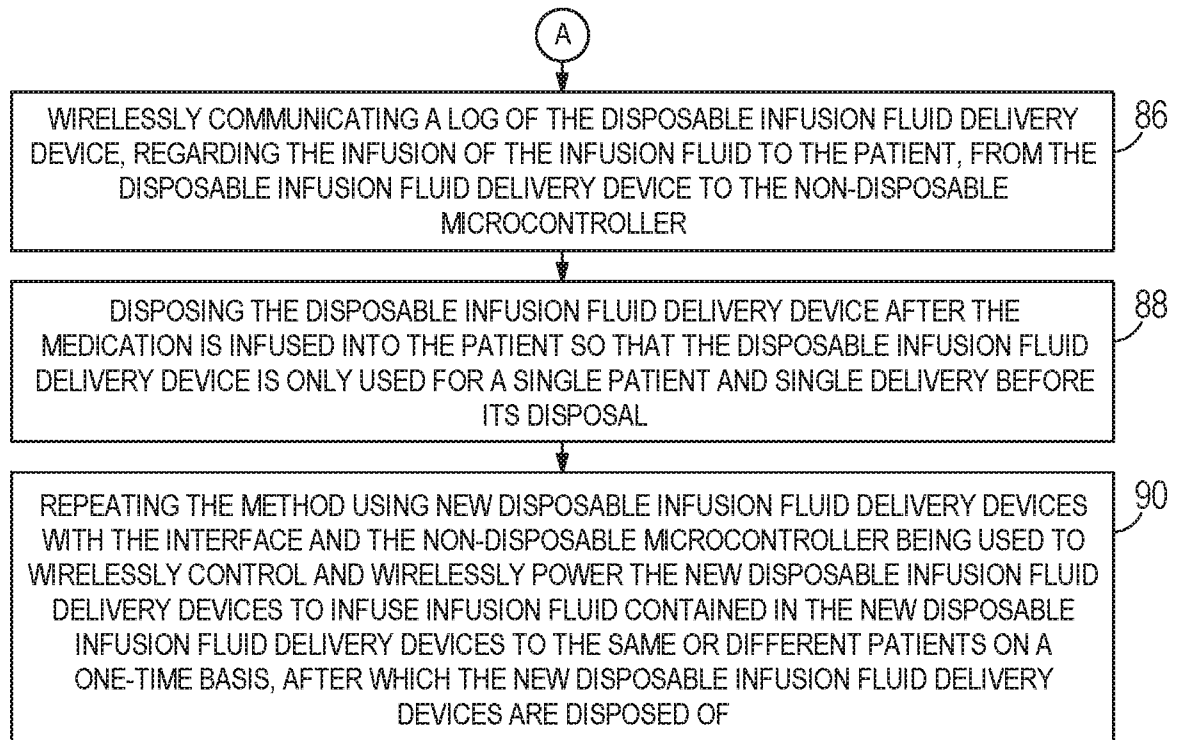 A
WIRELESSLY COMMUNICATING A LOG OF THE DISPOSABLE INFUSION FLUID DELIVERY
DEVICE, REGARDING THE INFUSION OF THE INFUSION FLUID TO THE PATIENT, FROM THE
DISPOSABLE INFUSION FLUID DELIVERY DEVICE TO THE NON-DISPOSABLE
MICROCONTROLLER
86
DISPOSING THE DISPOSABLE INFUSION FLUID DELIVERY DEVICE AFTER THE
MEDICATION IS INFUSED INTO THE PATIENT SO THAT THE DISPOSABLE INFUSION FLUID
DELIVERY DEVICE IS ONLY USED FOR A SINGLE PATIENT AND SINGLE DELIVERY BEFORE
ITS DISPOSAL
88
REPEATING THE METHOD USING NEW DISPOSABLE INFUSION FLUID DELIVERY DEVICES
WITH THE INTERFACE AND THE NON-DISPOSABLE MICROCONTROLLER BEING USED TO
WIRELESSLY CONTROL AND WIRELESSLY POWER THE NEW DISPOSABLE INFUSION FLUID
DELIVERY DEVICES TO INFUSE INFUSION FLUID CONTAINED IN THE NEW DISPOSABLE
INFUSION FLUID DELIVERY DEVICES TO THE SAME OR DIFFERENT PATIENTS ON A
ONE-TIME BASIS, AFTER WHICH THE NEW DISPOSABLE INFUSION FLUID DELIVERY
DEVICES ARE DISPOSED OF
90